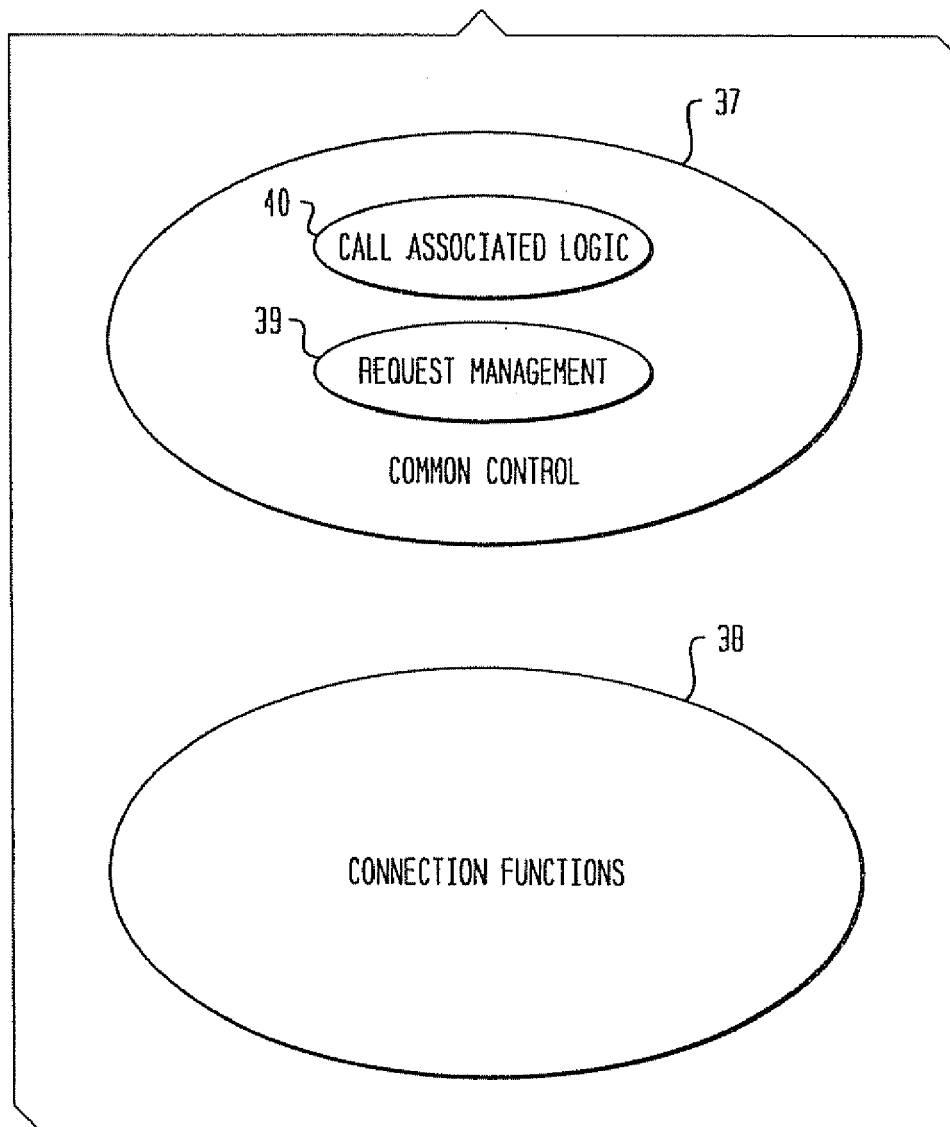 37
40
CALL ASSOCIATED LOGIC
39
REQUEST MANAGEMENT
COMMON CONTROL
38
CONNECTION FUNCTIONS